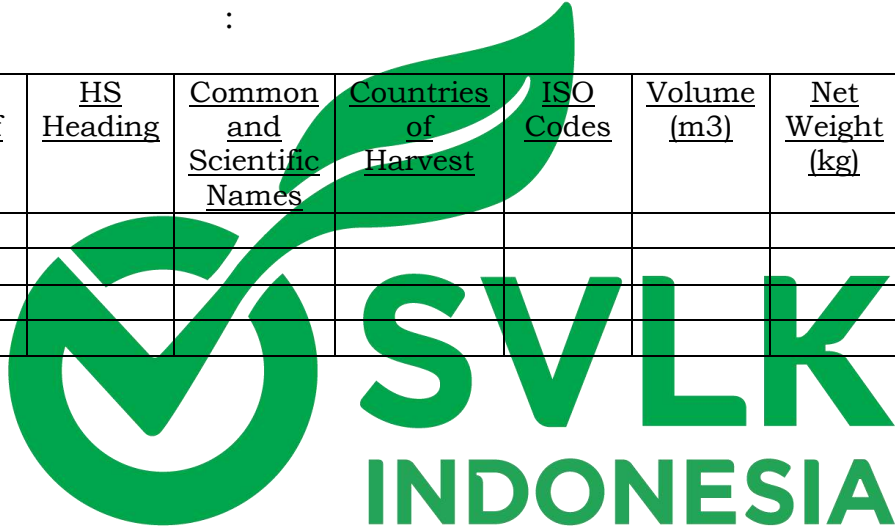 :
HS Heading
Common and Scientific Names
Countries of Harvest
ISO Codes
Volume (m3)
Net Weight (kg)
SVLK
INDONESIA